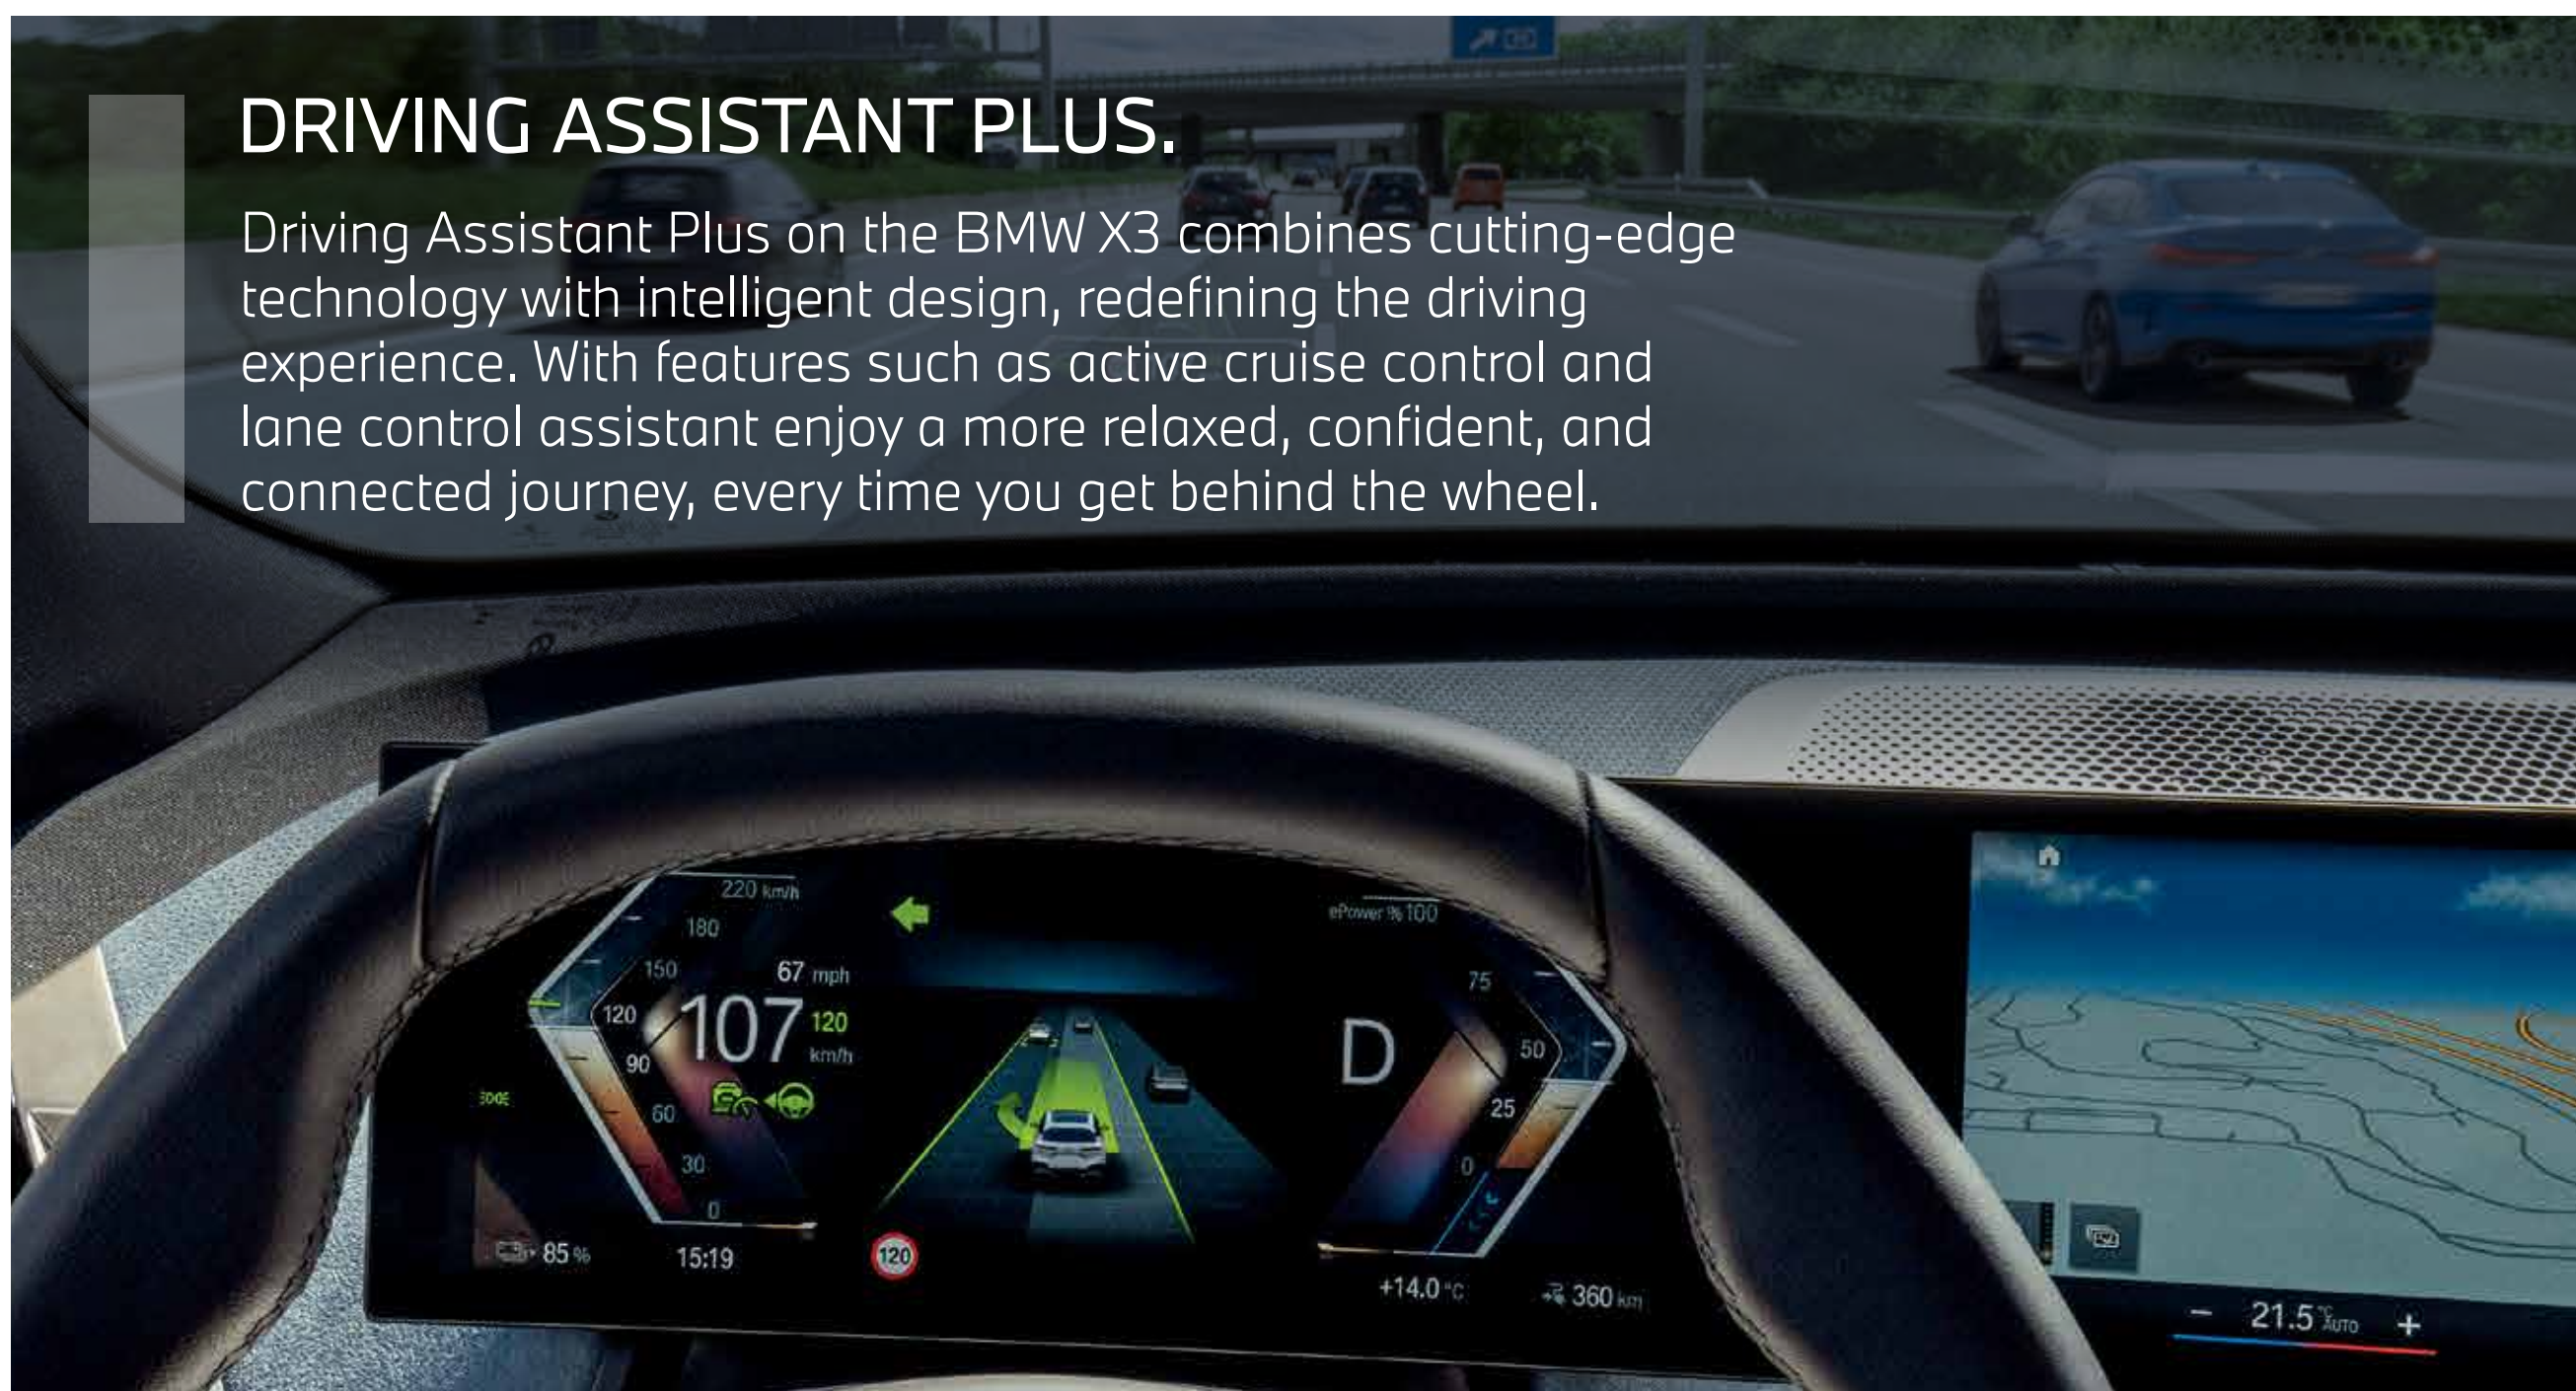 DRIVING ASSISTANT PLUS.
Driving Assistant Plus on the BMW X3 combines cutting-edge
technology with intelligent design, redefining the driving
experience. With features such as active cruise control and
lane control assistant enjoy a more relaxed, confident, and
connected journey, every time you get behind the wheel.
220 km/h
180
150
120
90
60
30
0
67 mph
107
120
km/h
85 %
15:19
120
ePower % 100
75
50
25
0
D
+14.0 °C
360 km
− 21.5 °C AUTO +